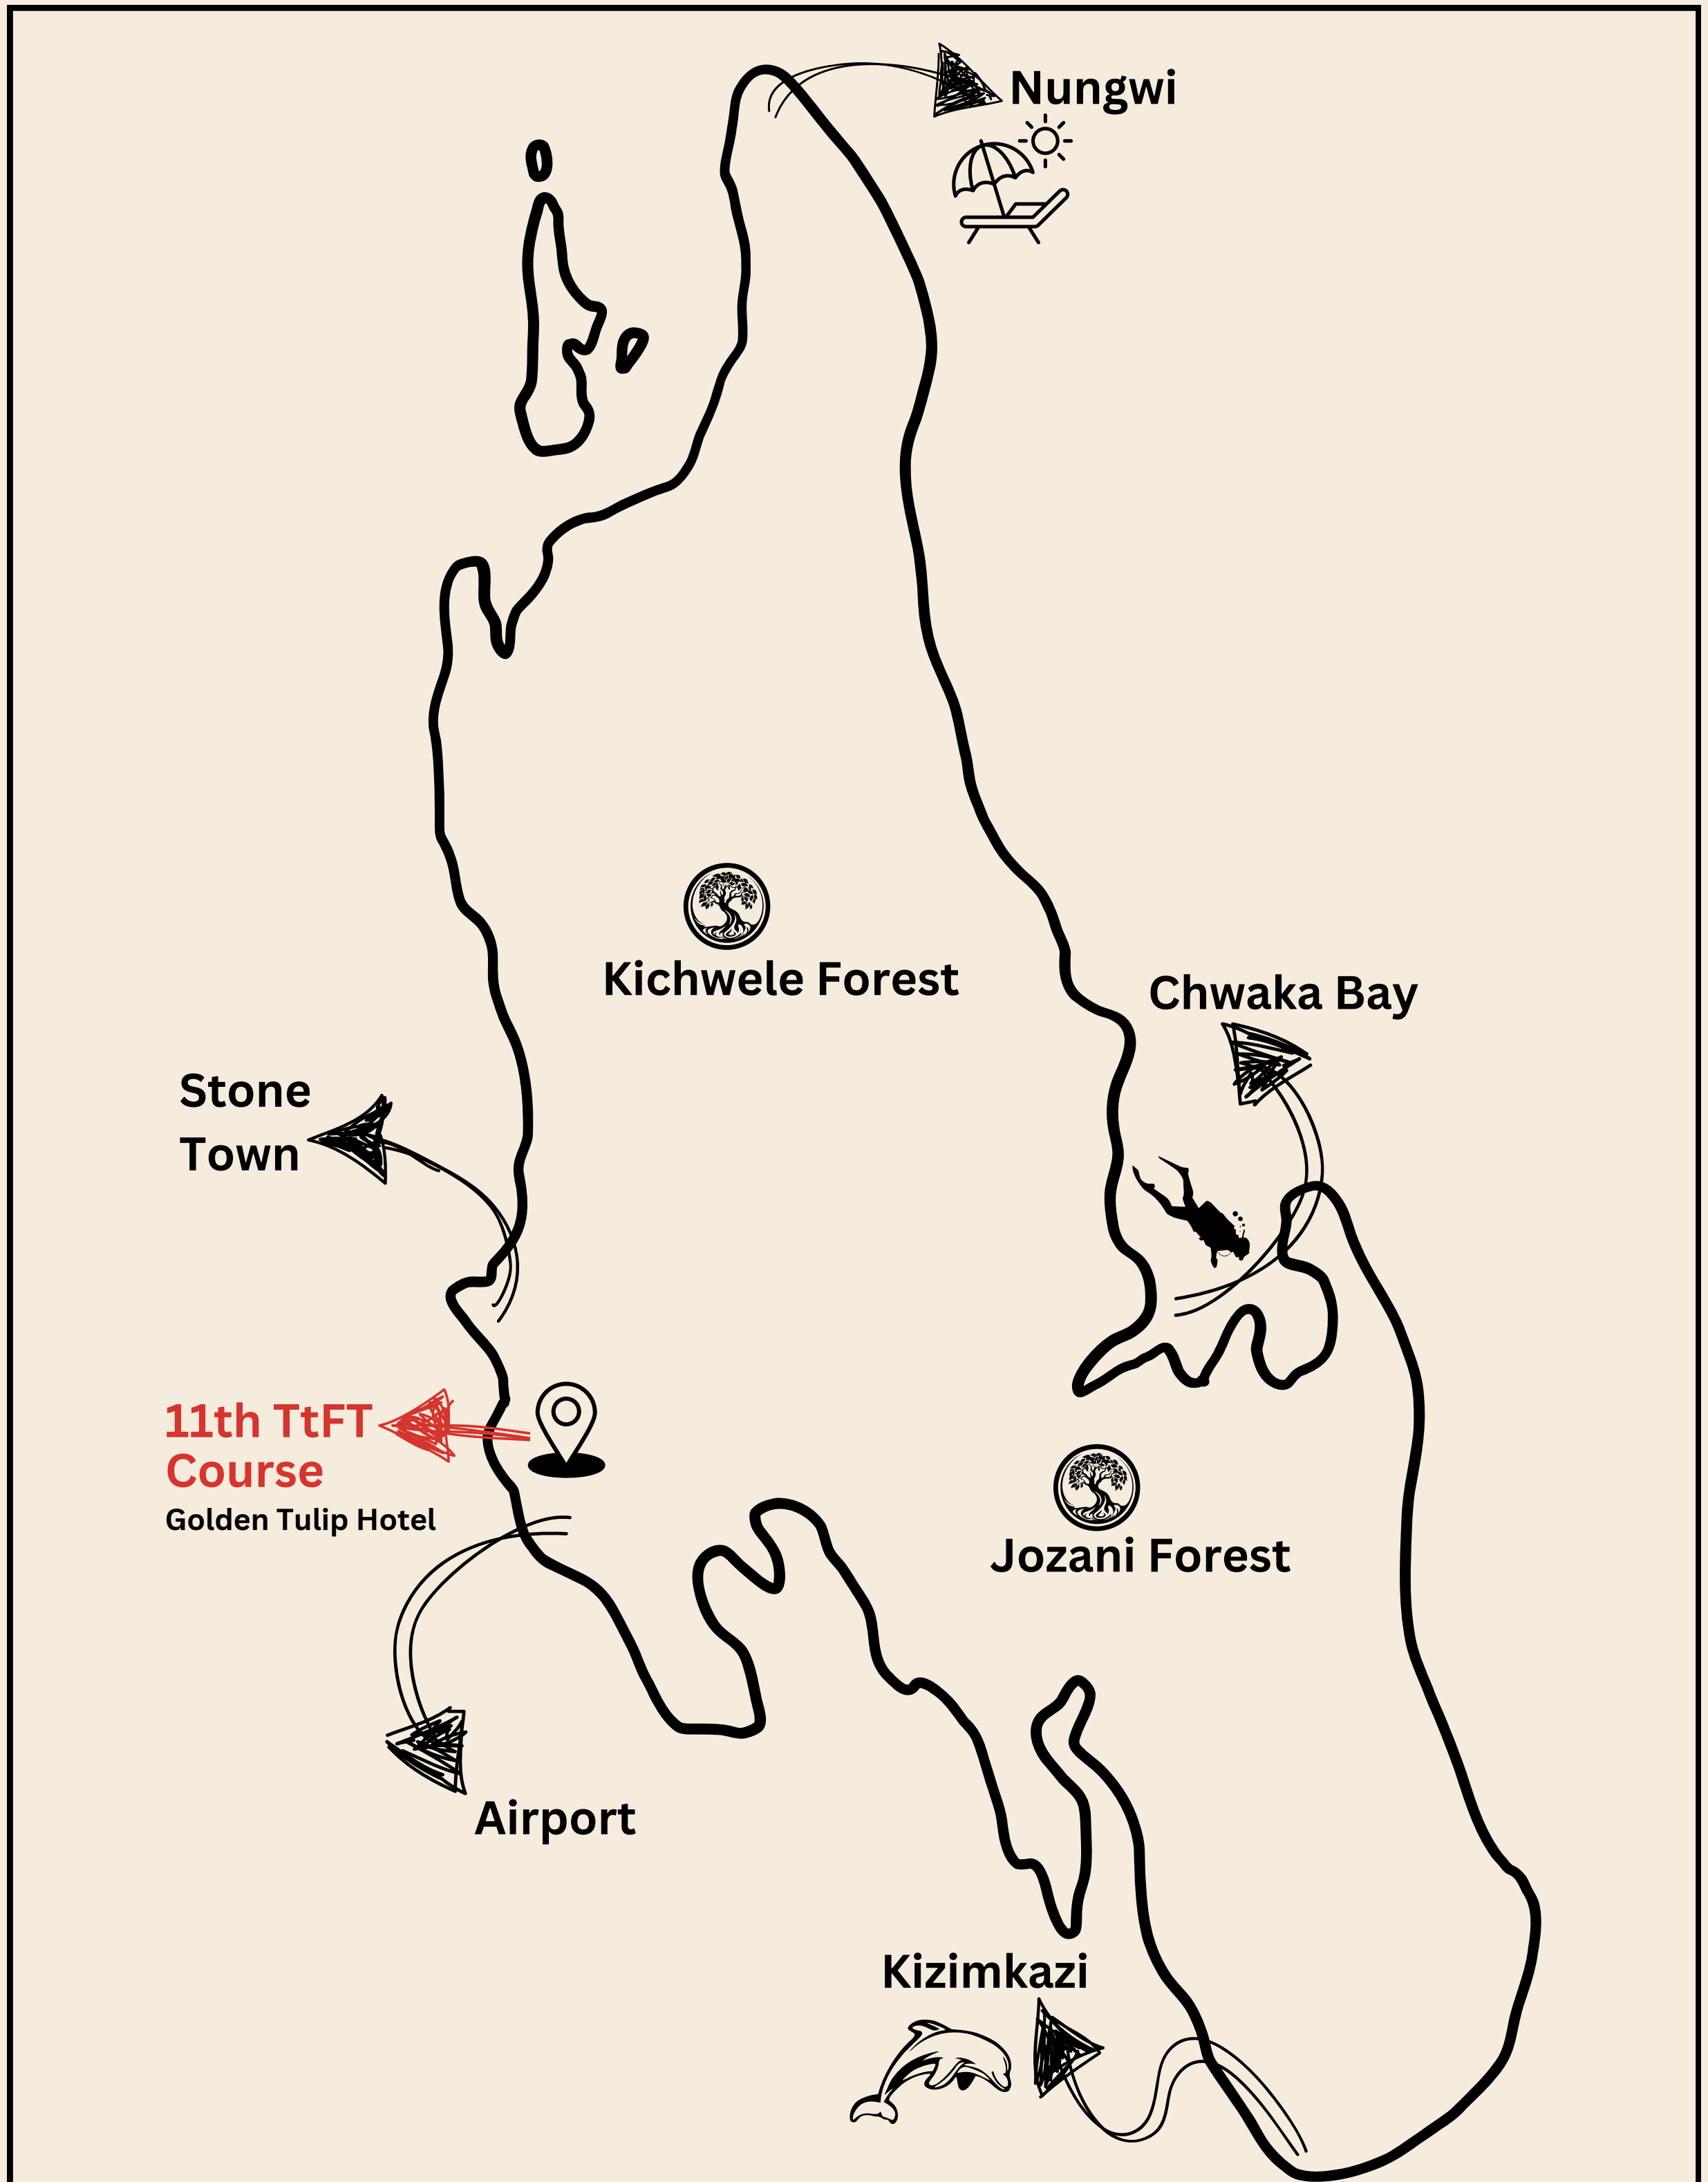 Nungwi
Kichwele Forest
Chwaka Bay
Stone
Town
11th TtFT
Course
Golden Tulip Hotel
Jozani Forest
Airport
Kizimkazi